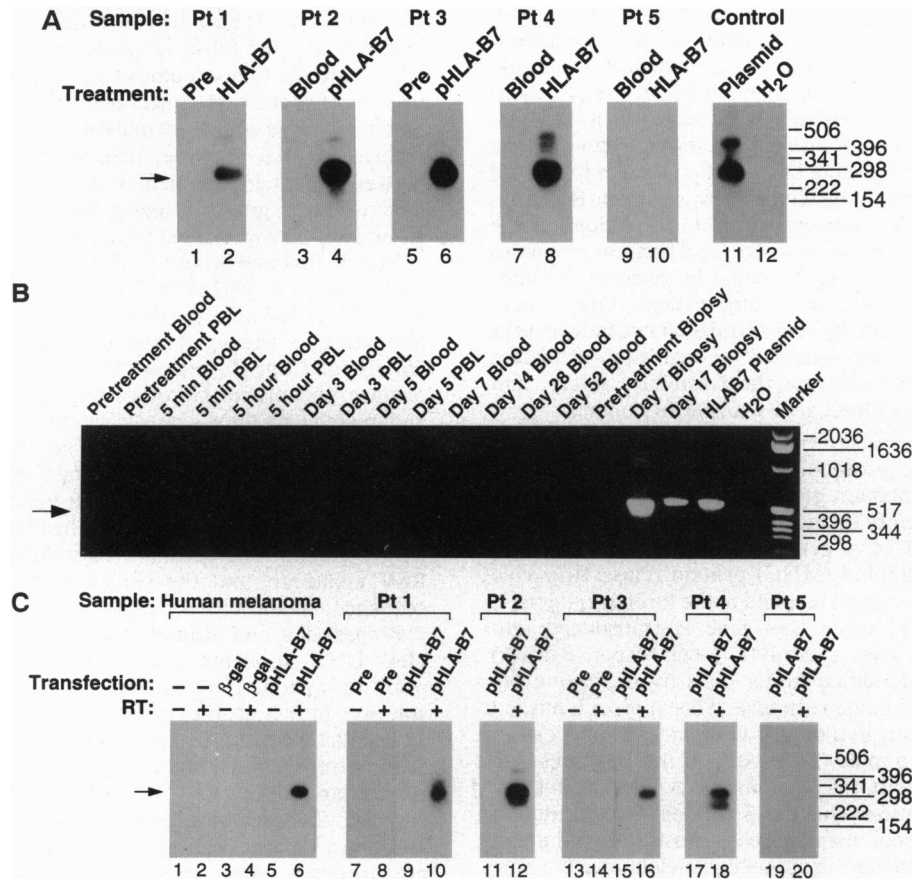 A
Sample: Pt 1 Pt 2 Pt 3 Pt 4 Pt 5 Control
Treatment: Pre HLA-B7 Blood pHLA-B7 Pre pHLA-B7 Blood HLA-B7 Blood HLA-B7 Plasmid H2O
506
396
341
298
222
154
1 2 3 4 5 6 7 8 9 10 11 12
B
Pretreatment Blood
Pretreatment PBL
5 min Blood
5 min PBL
5 hour Blood
5 hour PBL
Day 3 Blood
Day 3 PBL
Day 5 Blood
Day 5 PBL
Day 7 Blood
Day 14 Blood
Day 28 Blood
Day 52 Blood
Pretreatment Biopsy
Day 7 Biopsy
Day 17 Biopsy
HLAB7 Plasmid
H2O
Marker
2036
1636
1018
517
396
344
298
C
Sample: Human melanoma Pt 1 Pt 2 Pt 3 Pt 4 Pt 5
Transfection: – – β-gal β-gal pHLA-B7 pHLA-B7 Pre Pre pHLA-B7 pHLA-B7 pHLA-B7 pHLA-B7 Pre Pre pHLA-B7 pHLA-B7 pHLA-B7 pHLA-B7 pHLA-B7 pHLA-B7
RT: – + – + – + – + – + – + – + – + – + – +
506
396
341
298
222
154
1 2 3 4 5 6 7 8 9 10 11 12 13 14 15 16 17 18 19 20